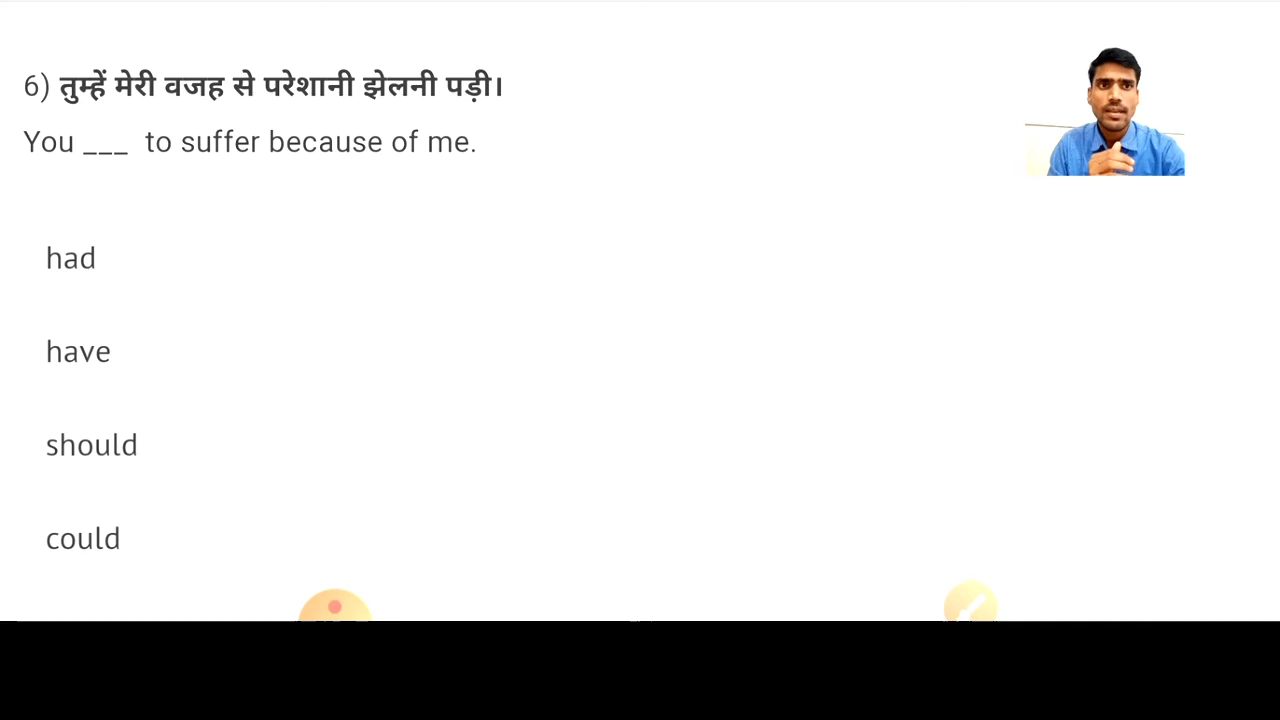 6) तुम्हें मेरी वजह से परेशानी झेलनी पड़ी।
You ___ to suffer because of me.
had
have
should
could